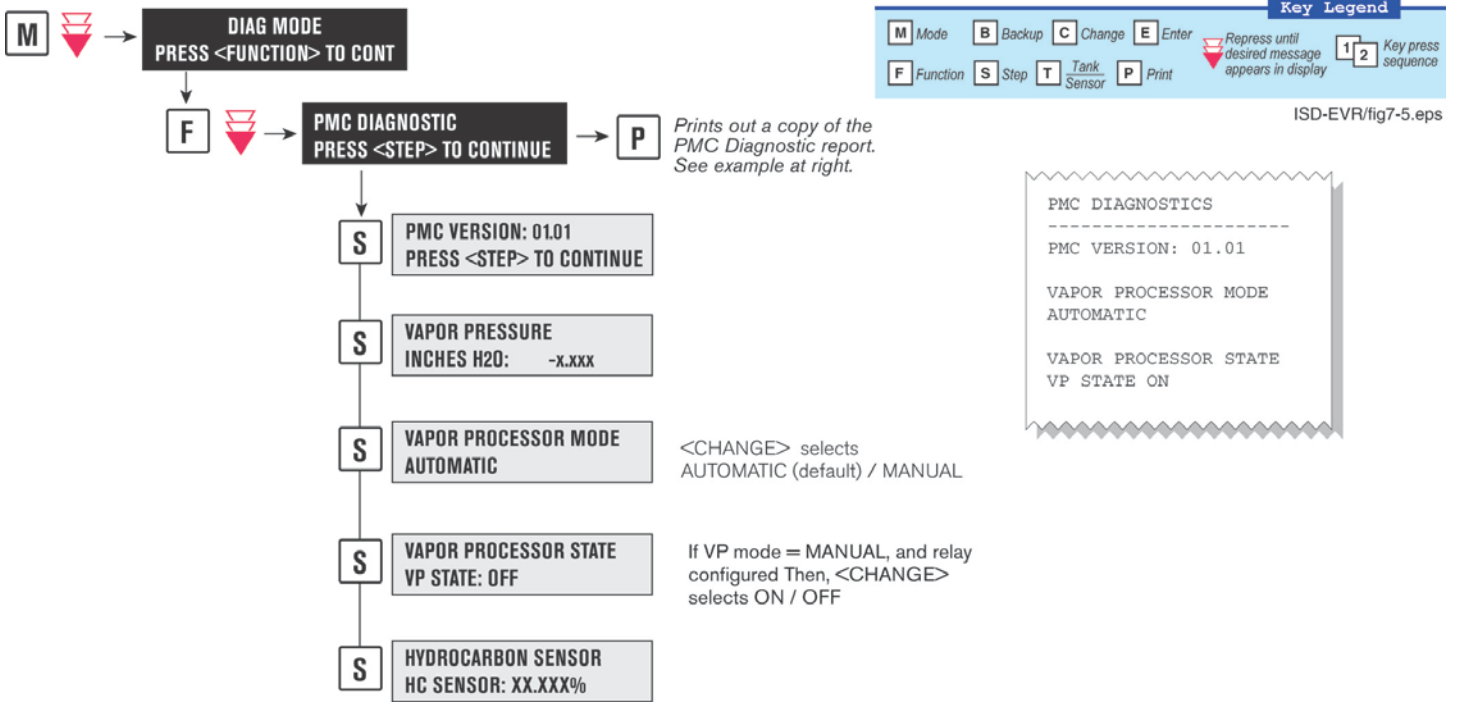 M
DIAG MODE
PRESS <FUNCTION> TO CONT
F
PMC DIAGNOSTIC
PRESS <STEP> TO CONTINUE
P
Prints out a copy of the
PMC Diagnostic report.
See example at right.
S
PMC VERSION: 01.01
PRESS <STEP> TO CONTINUE
S
VAPOR PRESSURE
INCHES H2O: -x.xxx
S
VAPOR PROCESSOR MODE
AUTOMATIC
<CHANGE> selects
AUTOMATIC (default) / MANUAL
S
VAPOR PROCESSOR STATE
VP STATE: OFF
If VP mode = MANUAL, and relay
configured Then, <CHANGE>
selects ON / OFF
S
HYDROCARBON SENSOR
HC SENSOR: XX.XXX%
Key Legend
M Mode B Backup C Change E Enter
F Function S Step T Tank
Sensor P Print
Repress until
desired message
appears in display
1 2 Key press
sequence
ISD-EVR/fig7-5.eps
PMC DIAGNOSTICS
-----------------------
PMC VERSION: 01.01
VAPOR PROCESSOR MODE
AUTOMATIC
VAPOR PROCESSOR STATE
VP STATE ON